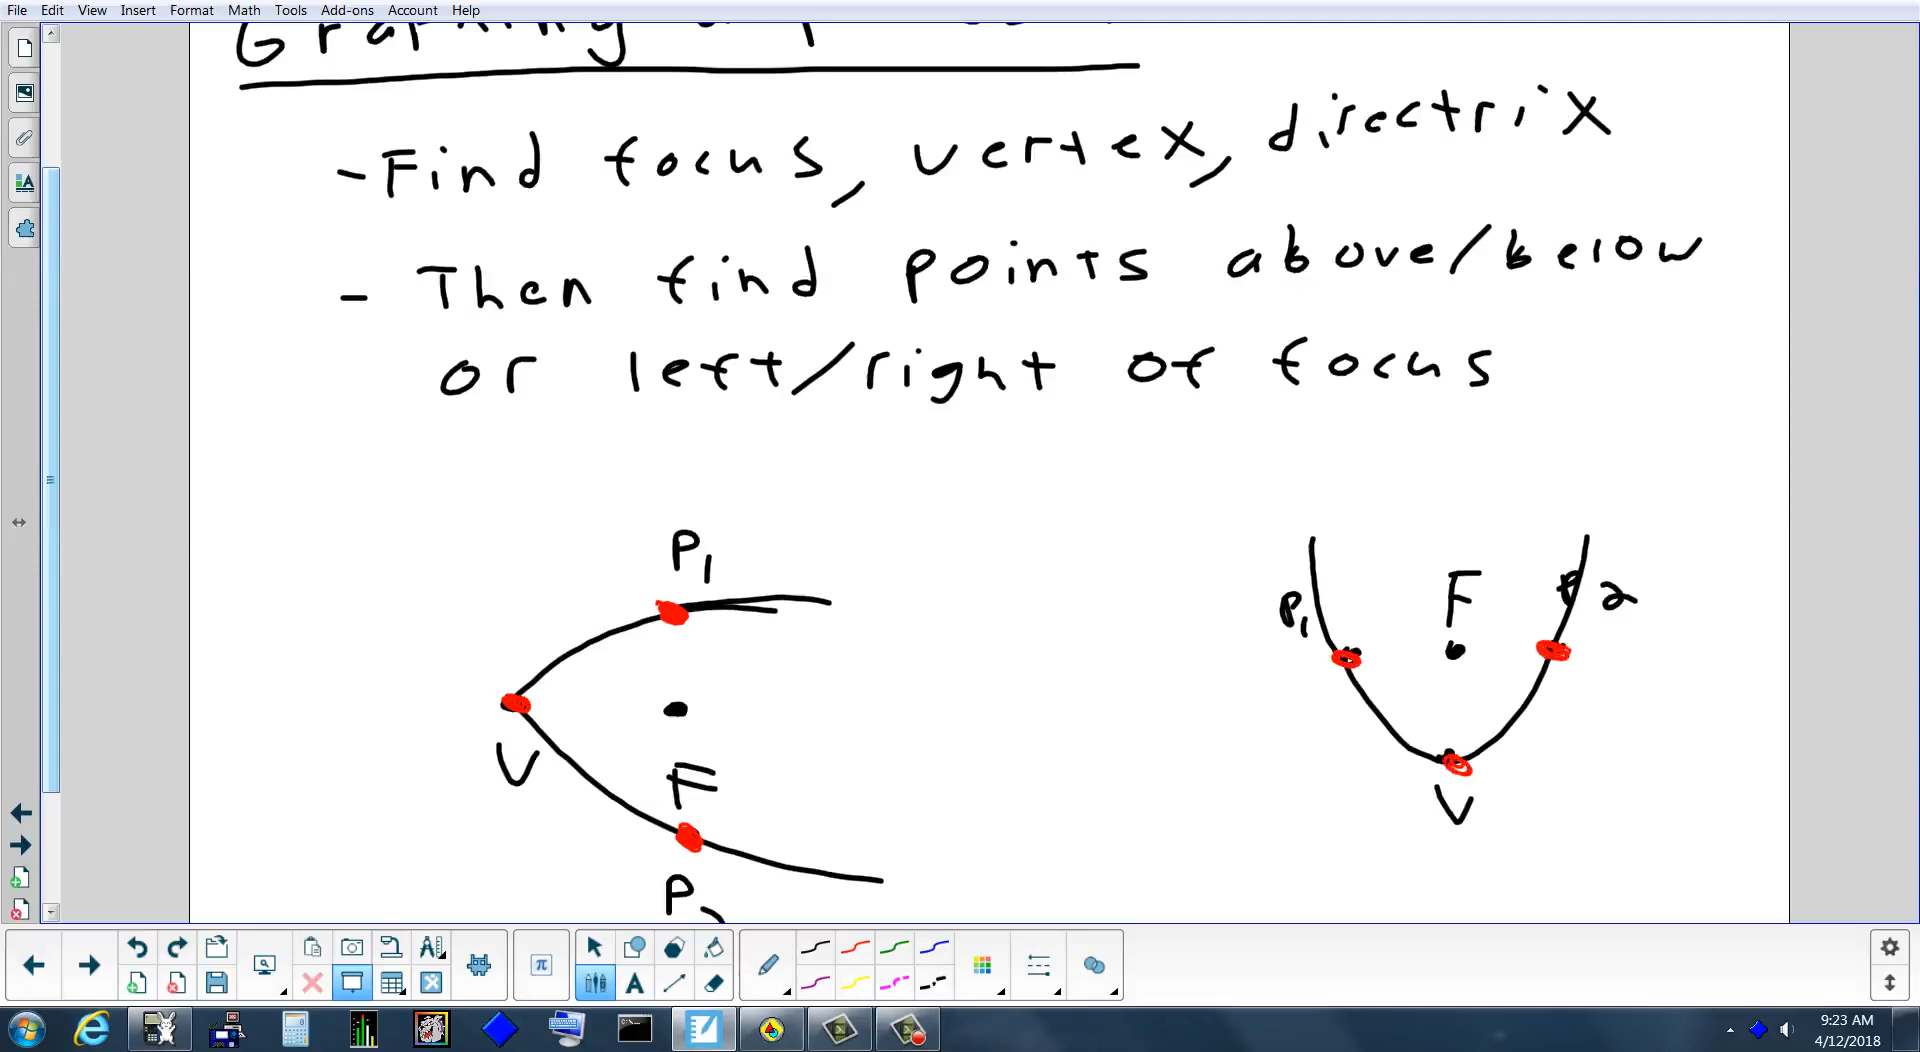 File Edit View Insert Format Math Tools Add-ons Account Help
Graphing
-Find focus, vertex, directrix
- Then find points above/below
or left/right of focus
P1
F
P1
P2
V
F
V
P
9:23 AM
4/12/2018